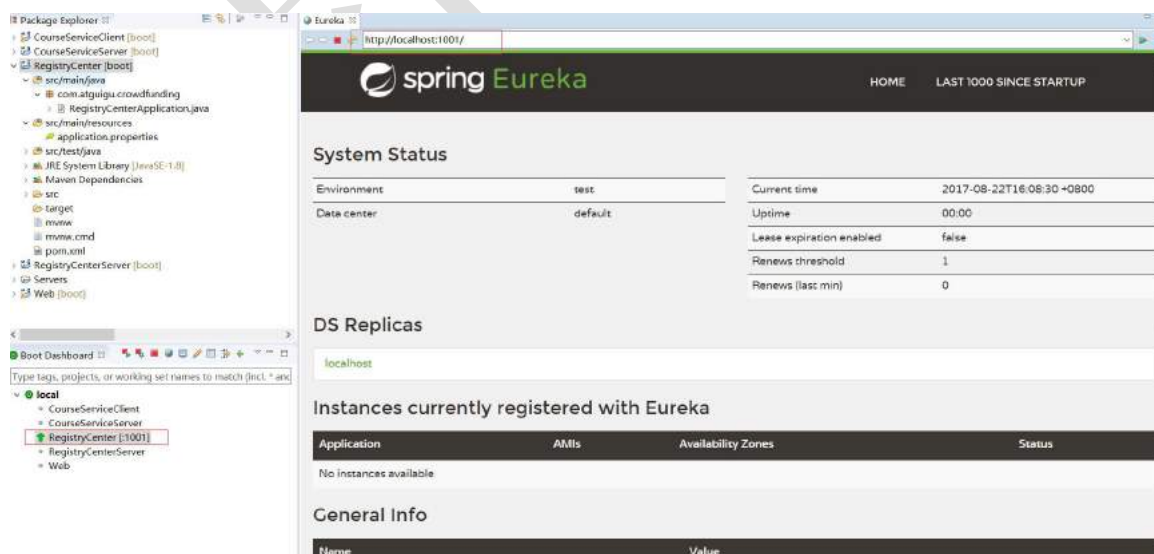 Package Explorer
CourseServiceClient [boot]
CourseServiceServer [boot]
RegistryCenter [boot]
src/main/java
com.atguigu.crowdfunding
RegistryCenterApplication.java
src/main/resources
application.properties
src/test/java
JRE System Library [JavaSE-1.8]
Maven Dependencies
src
target
mvnw
mvnw.cmd
pom.xml
RegistryCenterServer [boot]
Servers
Web [boot]
Boot Dashboard
Type tags, projects, or working set names to match (incl. * and
local
CourseServiceClient
CourseServiceServer
RegistryCenter [:1001]
RegistryCenterServer
Web
Eureka
http://localhost:1001/
spring Eureka
HOME LAST 1000 SINCE STARTUP
System Status
Environment test
Data center default
Current time 2017-08-22T16:08:30 +0800
Uptime 00:00
Lease expiration enabled false
Renews threshold 1
Renews (last min) 0
DS Replicas
localhost
Instances currently registered with Eureka
Application AMIs Availability Zones Status
No instances available
General Info
Name Value